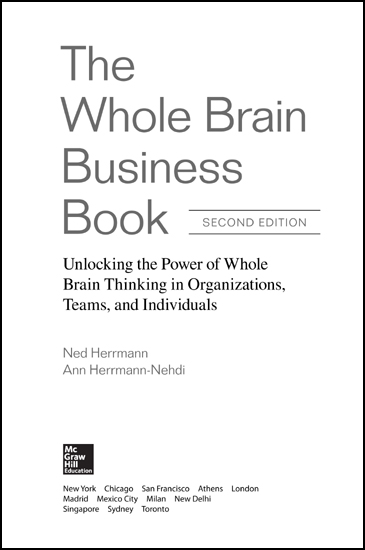 The
Whole Brain
Business
Book
SECOND EDITION
Unlocking the Power of Whole
Brain Thinking in Organizations,
Teams, and Individuals
Ned Herrmann
Ann Herrmann-Nehdi
Mc
Graw
Hill
Education
New York Chicago San Francisco Athens London
Madrid Mexico City Milan New Delhi
Singapore Sydney Toronto